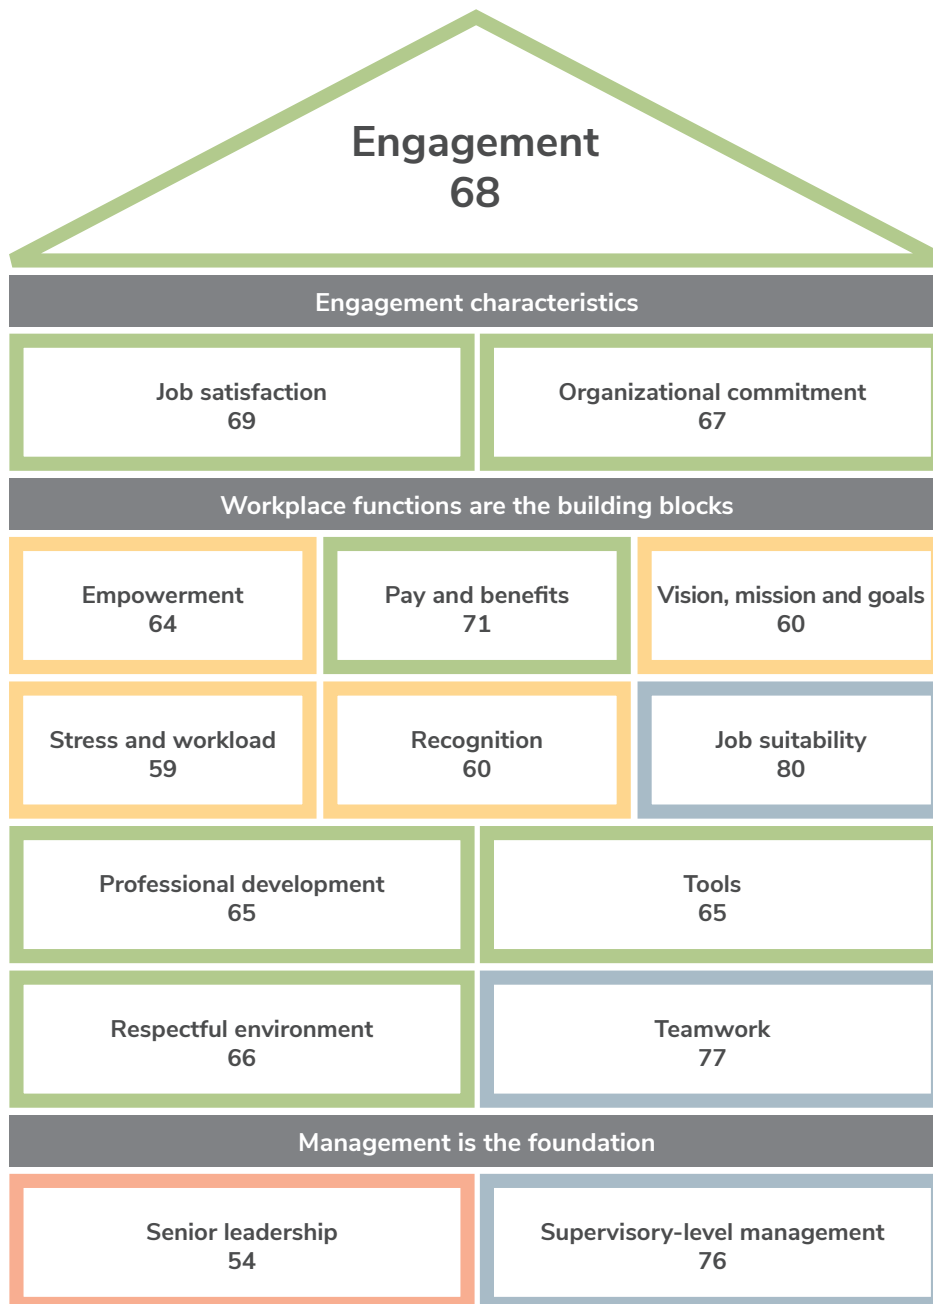 Engagement
68
Engagement characteristics
Job satisfaction
69
Organizational commitment
67
Workplace functions are the building blocks
Empowerment
64
Pay and benefits
71
Vision, mission and goals
60
Stress and workload
59
Recognition
60
Job suitability
80
Professional development
65
Tools
65
Respectful environment
66
Teamwork
77
Management is the foundation
Senior leadership
54
Supervisory-level management
76